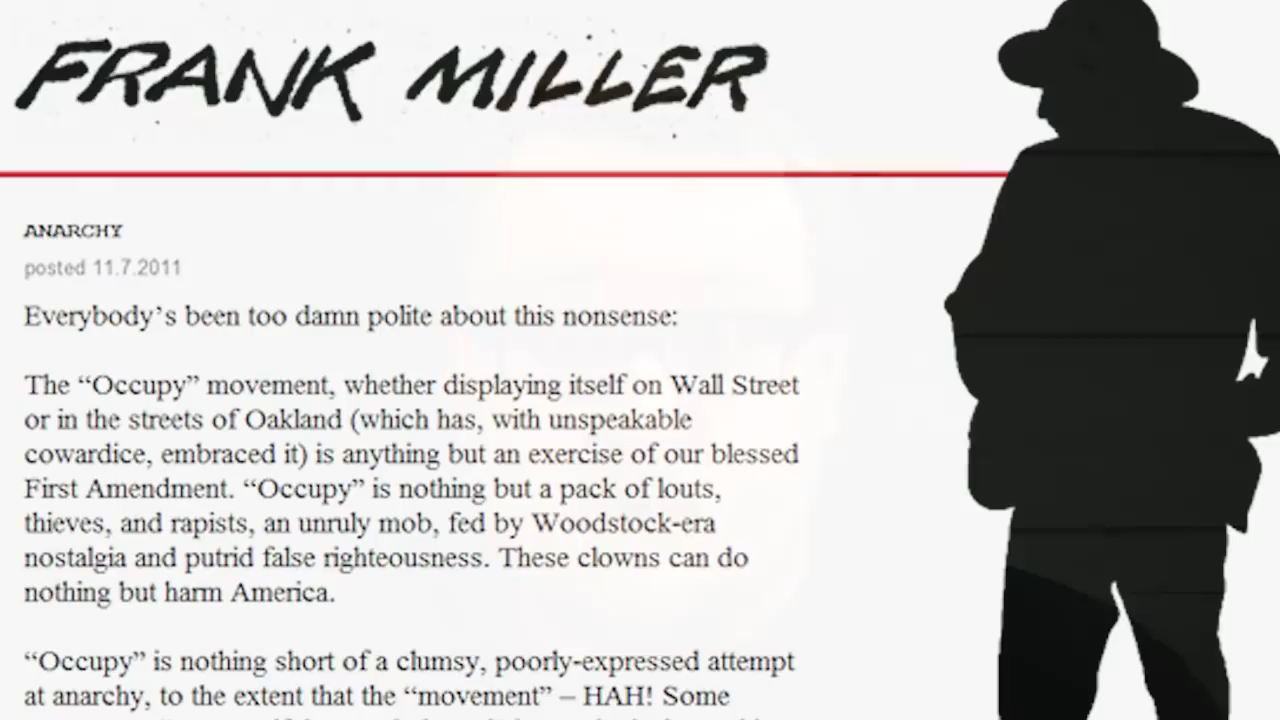 FRANK MILLER
ANARCHY
posted 11.7.2011
Everybody’s been too damn polite about this nonsense:
The “Occupy” movement, whether displaying itself on Wall Street
or in the streets of Oakland (which has, with unspeakable
cowardice, embraced it) is anything but an exercise of our blessed
First Amendment. “Occupy” is nothing but a pack of louts,
thieves, and rapists, an unruly mob, fed by Woodstock-era
nostalgia and putrid false righteousness. These clowns can do
nothing but harm America.
“Occupy” is nothing short of a clumsy, poorly-expressed attempt
at anarchy, to the extent that the “movement” – HAH! Some